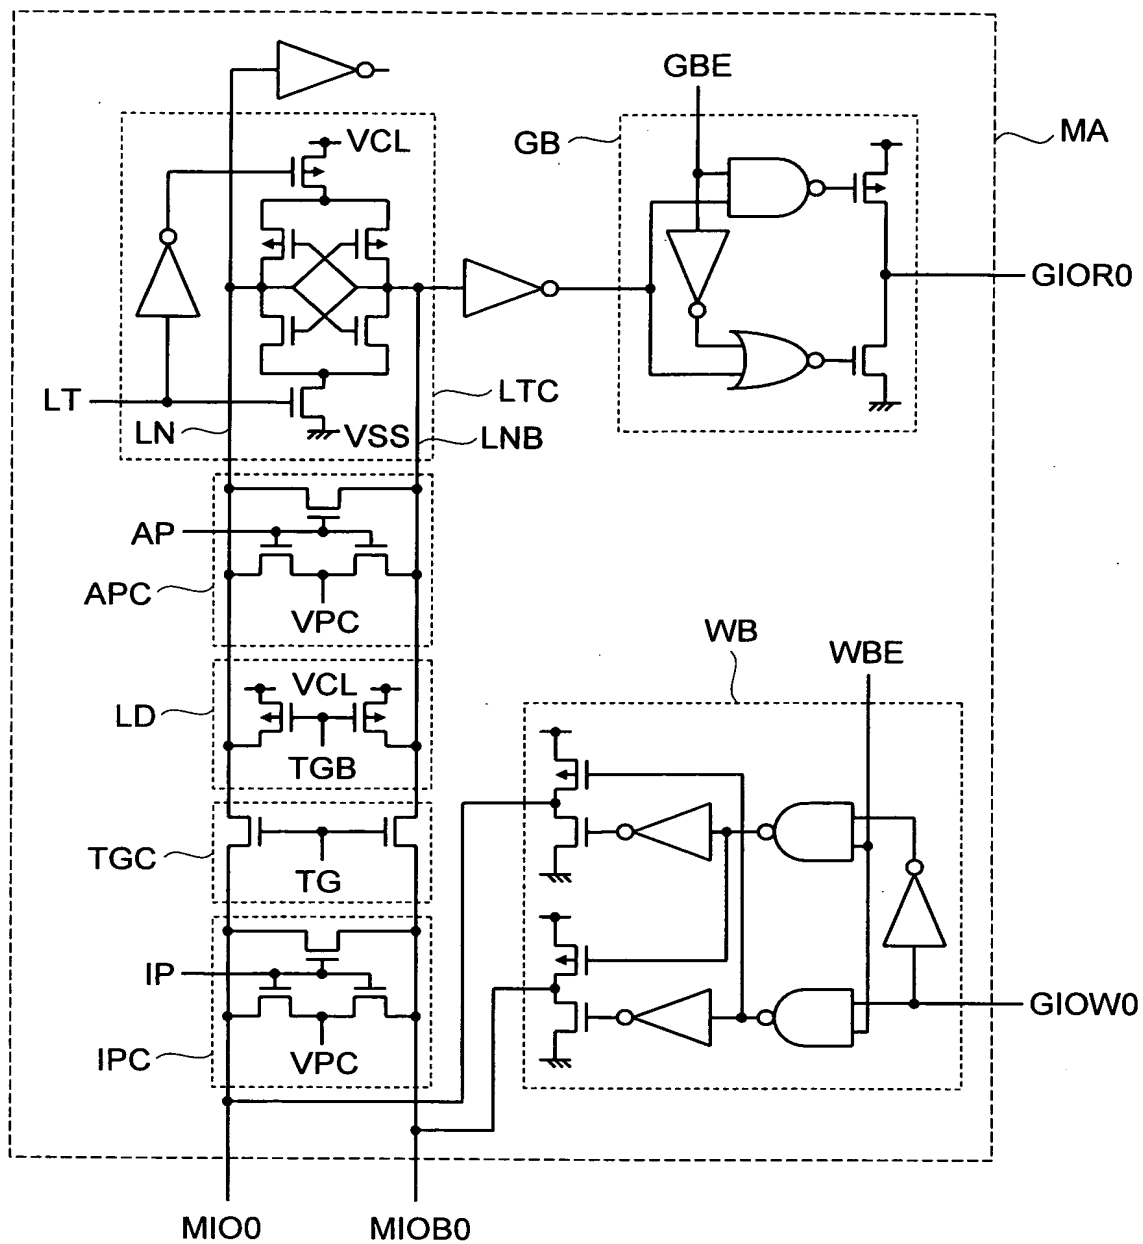 GBE
MA
VCL
GB
GIOR0
LT
LTC
LN
VSS
LNB
AP
APC
VPC
WB
WBE
VCL
LD
TGB
TGC
TG
IP
GIOW0
IPC
VPC
MIO0
MIOB0